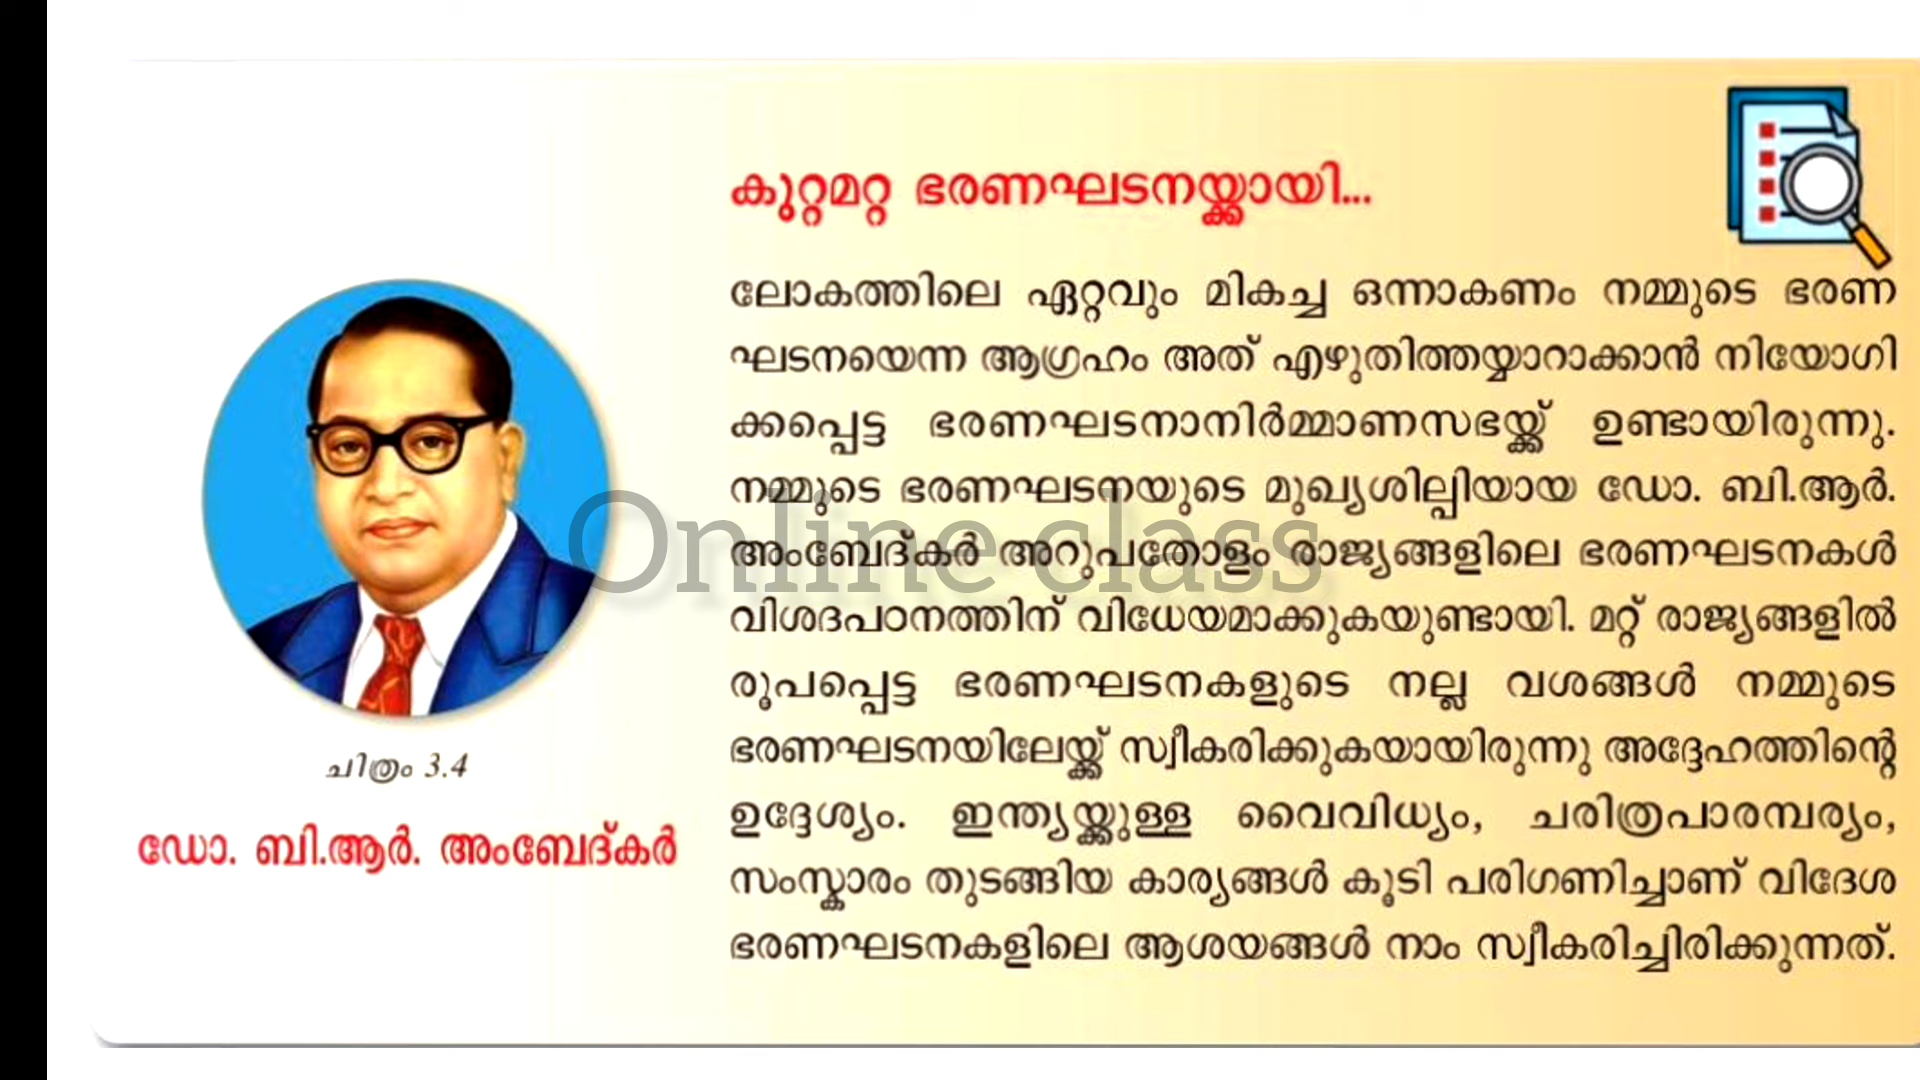 കുറ്റമറ്റ ഭരണഘടനയ്ക്കായി...
ലോകത്തിലെ ഏറ്റവും മികച്ച ഒന്നാകണം നമ്മുടെ ഭരണ
ഘടനയെന്ന ആഗ്രഹം അത് എഴുതിത്തയ്യാറാക്കാൻ നിയോഗി
ക്കപ്പെട്ട ഭരണഘടനാനിർമ്മാണസഭയ്ക്ക് ഉണ്ടായിരുന്നു.
നമ്മുടെ ഭരണഘടനയുടെ മുഖ്യശില്പിയായ ഡോ. ബി.ആർ.
അംബേദ്കർ അറുപതോളം രാജ്യങ്ങളിലെ ഭരണഘടനകൾ
വിശദപഠനത്തിന് വിധേയമാക്കുകയുണ്ടായി. മറ്റ് രാജ്യങ്ങളിൽ
രൂപപ്പെട്ട ഭരണഘടനകളുടെ നല്ല വശങ്ങൾ നമ്മുടെ
ഭരണഘടനയിലേയ്ക്ക് സ്വീകരിക്കുകയായിരുന്നു അദ്ദേഹത്തിന്റെ
ഉദ്ദേശ്യം. ഇന്ത്യയ്ക്കുള്ള വൈവിധ്യം, ചരിത്രപാരമ്പര്യം,
സംസ്കാരം തുടങ്ങിയ കാര്യങ്ങൾ കൂടി പരിഗണിച്ചാണ് വിദേശ
ഭരണഘടനകളിലെ ആശയങ്ങൾ നാം സ്വീകരിച്ചിരിക്കുന്നത്.
Online class
ചിത്രം 3.4
ഡോ. ബി.ആർ. അംബേദ്കർ